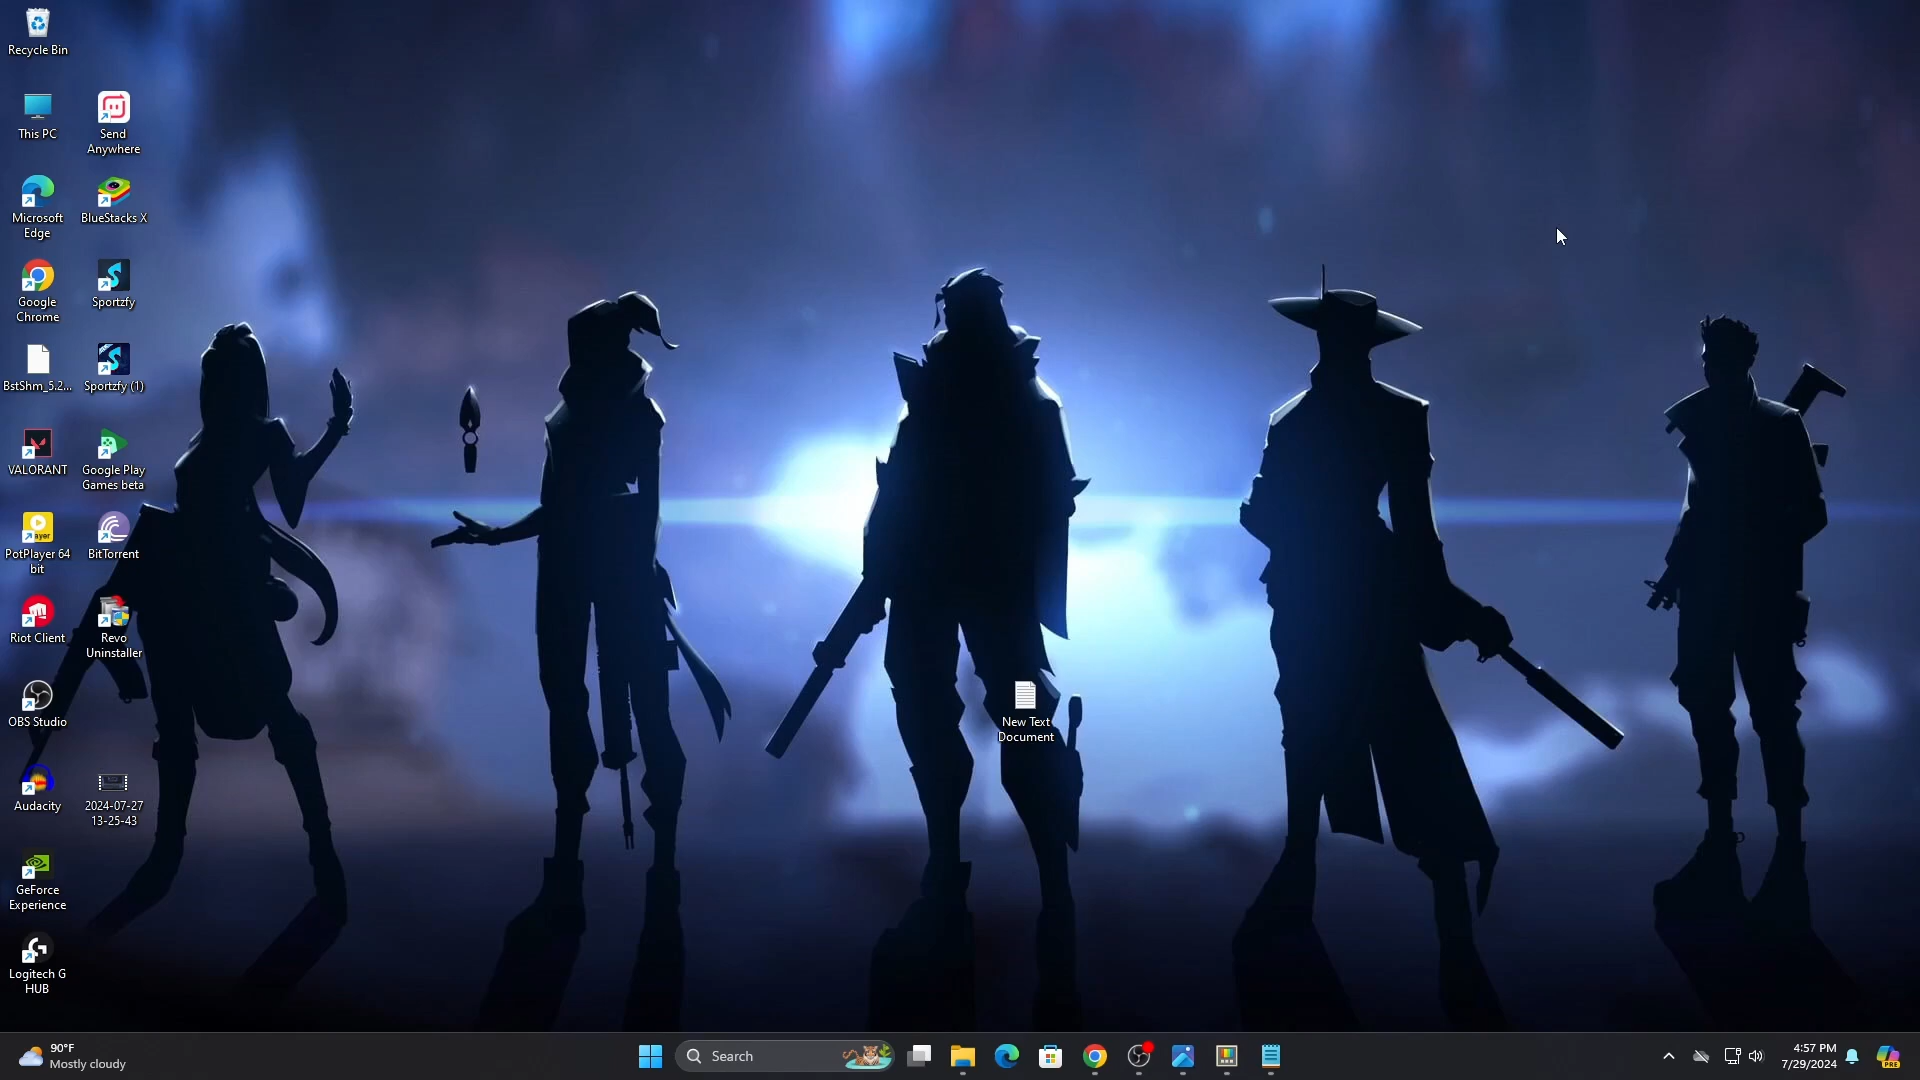 Recycle Bin
This PC
Send
Anywhere
Microsoft
Edge
BlueStacks X
Google
Chrome
Sportzfy
BstShm_5.2...
Sportzfy (1)
VALORANT
Google Play
Games beta
PotPlayer 64
bit
BitTorrent
Riot Client
Revo
Uninstaller
OBS Studio
New Text
Document
Audacity
2024-07-27
13-25-43
GeForce
Experience
Logitech G
HUB
90°F
Mostly cloudy
Search
4:57 PM
7/29/2024
PRE